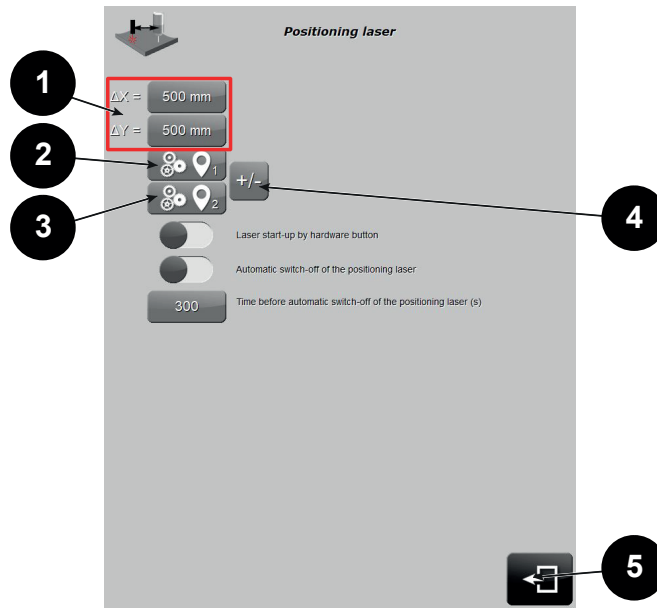 Positioning laser
1
ΔX = 500 mm
ΔY = 500 mm
2
1
+/-
3
2
4
Laser start-up by hardware button
Automatic switch-off of the positioning laser
300 Time before automatic switch-off of the positioning laser (s)
5